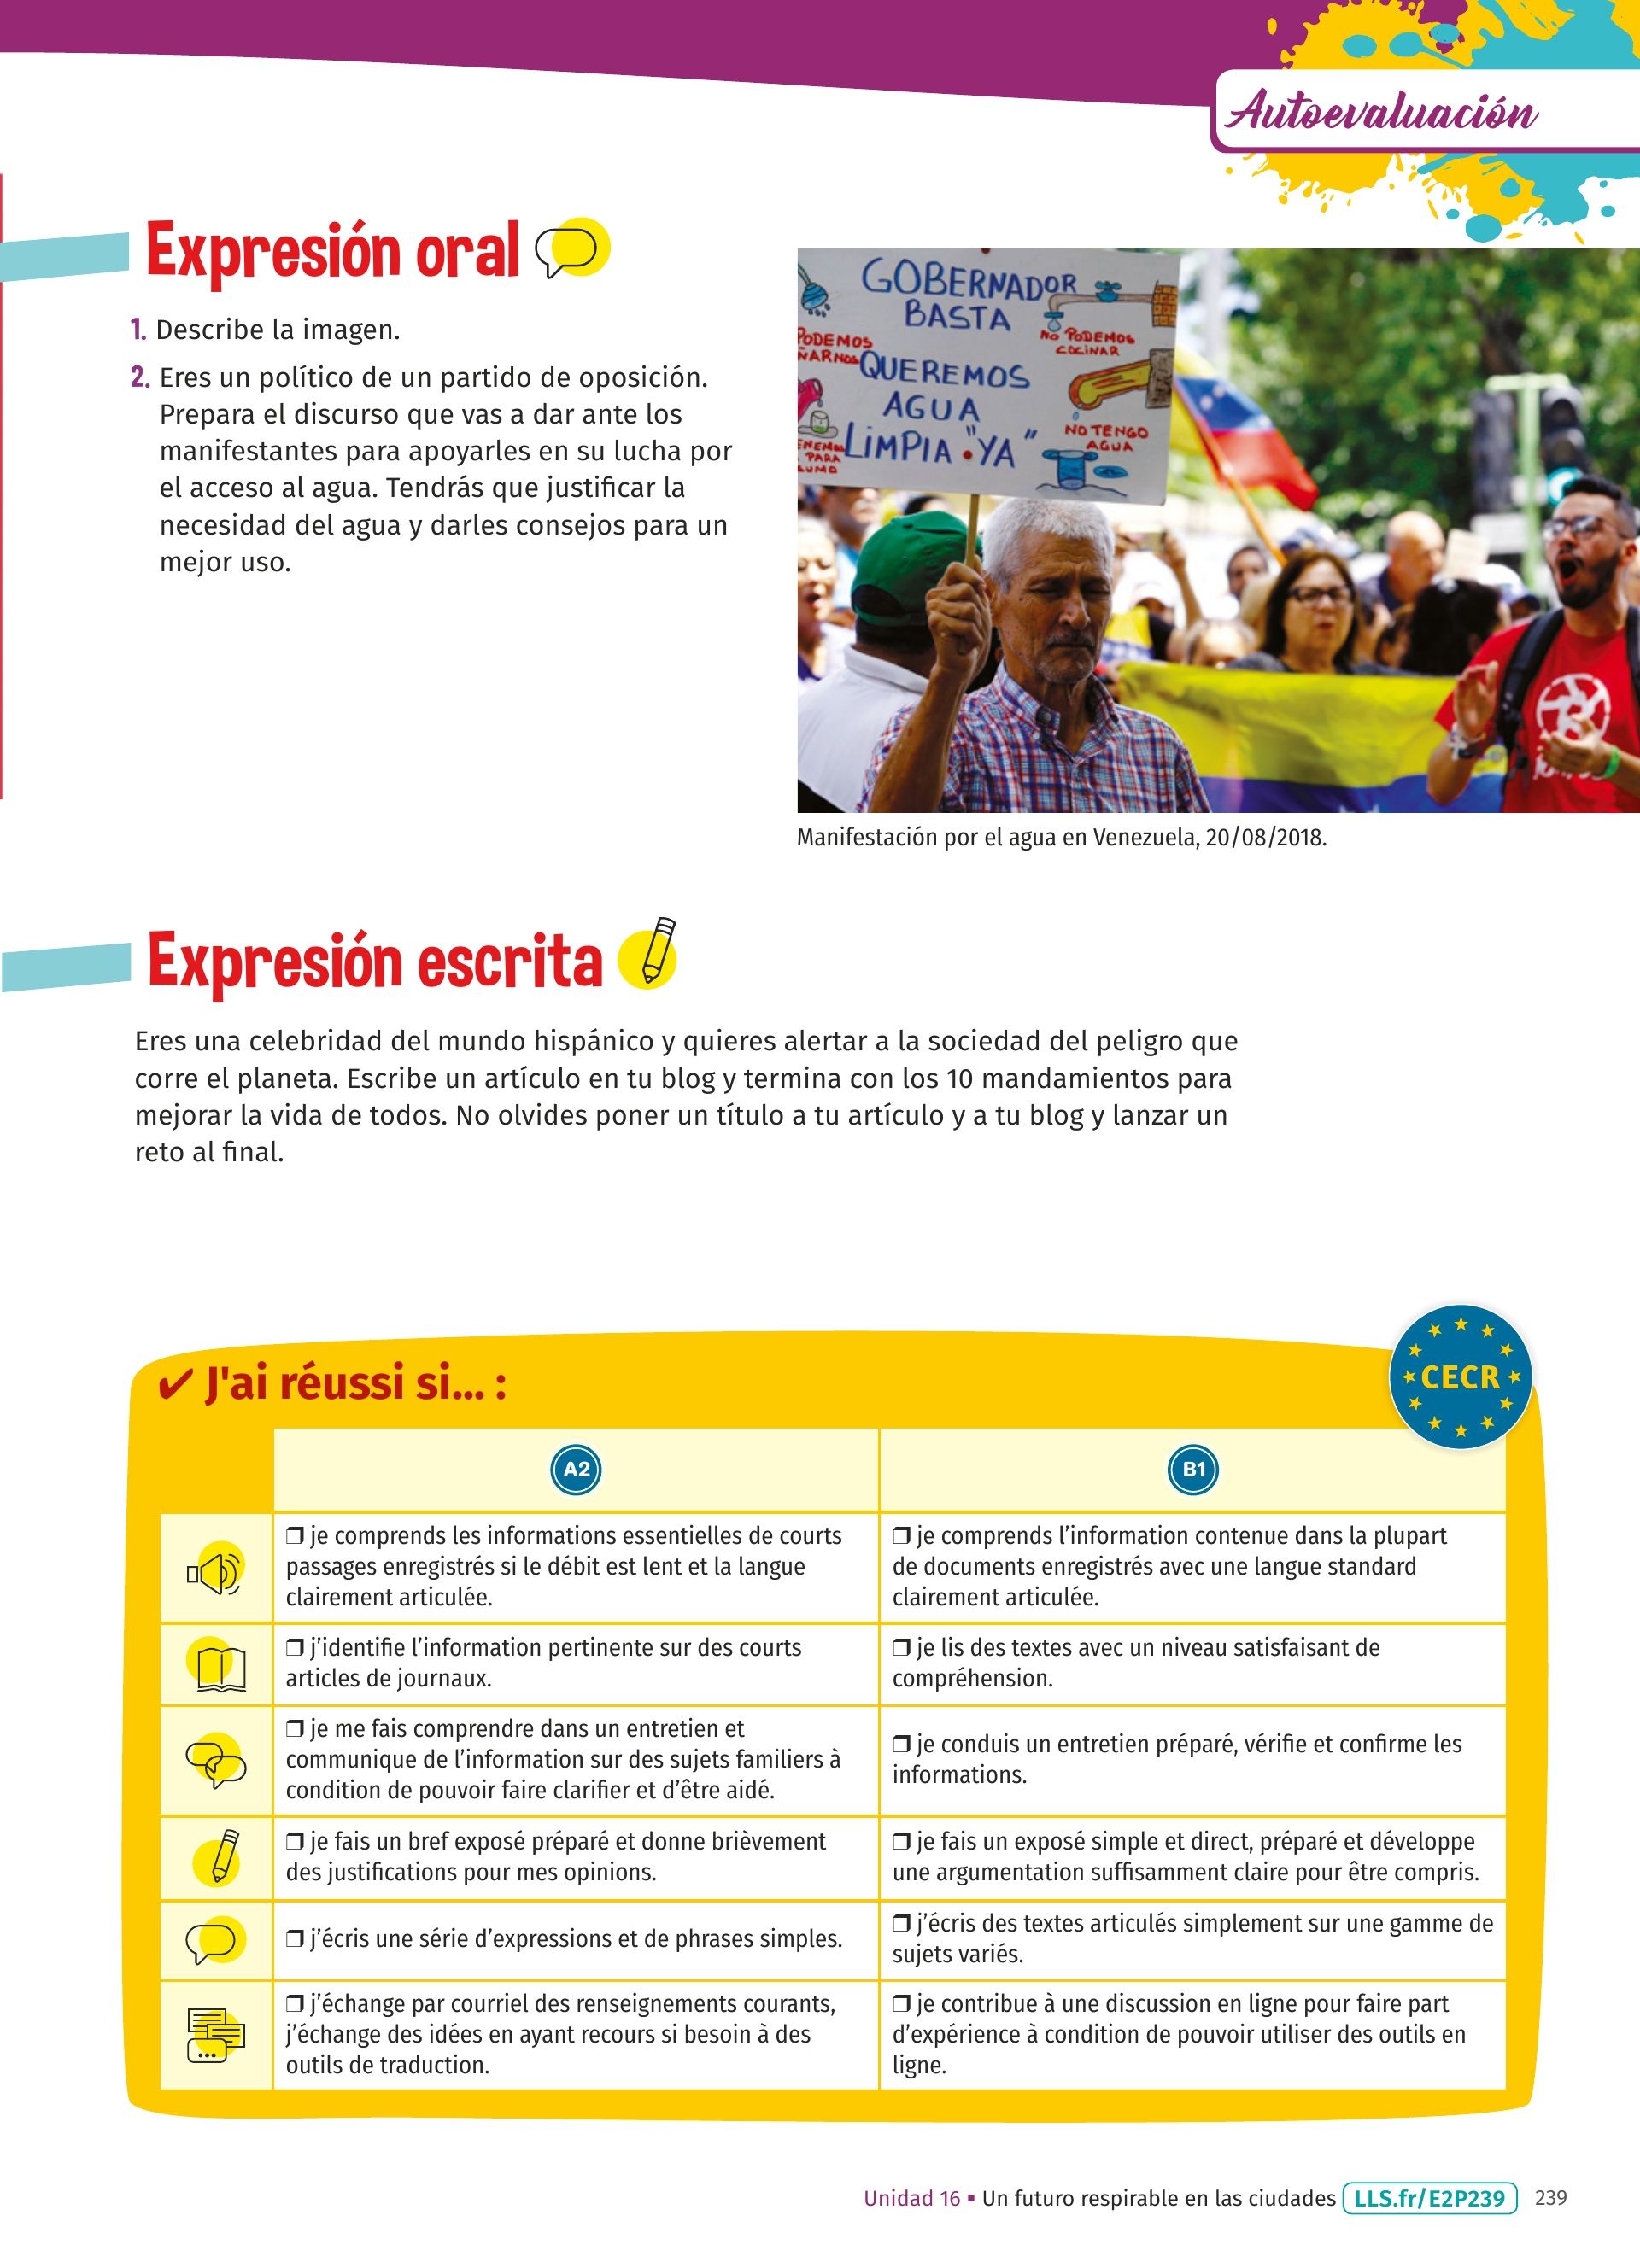 Autoevaluación
Expresión oral
1. Describe la imagen.
2. Eres un político de un partido de oposición.
Prepara el discurso que vas a dar ante los
manifestantes para apoyarles en su lucha por
el acceso al agua. Tendrás que justificar la
necesidad del agua y darles consejos para un
mejor uso.
GOBERNADOR
BASTA
PODEMOS
NO PODEMOS
COCINAR
QUEREMOS
AGUA
LIMPIA "YA"
NO TENGO
AGUA
PARA
Manifestación por el agua en Venezuela, 20/08/2018.
Expresión escrita
Eres una celebridad del mundo hispánico y quieres alertar a la sociedad del peligro que
corre el planeta. Escribe un artículo en tu blog y termina con los 10 mandamientos para
mejorar la vida de todos. No olvides poner un título a tu artículo y a tu blog y lanzar un
reto al final.
✔ J'ai réussi si... :
CECR
A2
B1
❒ je comprends les informations essentielles de courts
passages enregistrés si le débit est lent et la langue
clairement articulée.
❒ je comprends l’information contenue dans la plupart
de documents enregistrés avec une langue standard
clairement articulée.
❒ j’identifie l’information pertinente sur des courts
articles de journaux.
❒ je lis des textes avec un niveau satisfaisant de
compréhension.
❒ je me fais comprendre dans un entretien et
communique de l’information sur des sujets familiers à
condition de pouvoir faire clarifier et d’être aidé.
❒ je conduis un entretien préparé, vérifie et confirme les
informations.
❒ je fais un bref exposé préparé et donne brièvement
des justifications pour mes opinions.
❒ je fais un exposé simple et direct, préparé et développe
une argumentation suffisamment claire pour être compris.
❒ j’écris une série d’expressions et de phrases simples.
❒ j’écris des textes articulés simplement sur une gamme de
sujets variés.
❒ j’échange par courriel des renseignements courants,
j’échange des idées en ayant recours si besoin à des
outils de traduction.
❒ je contribue à une discussion en ligne pour faire part
d’expérience à condition de pouvoir utiliser des outils en
ligne.
Unidad 16 ▪ Un futuro respirable en las ciudades LLS.fr/E2P239 239